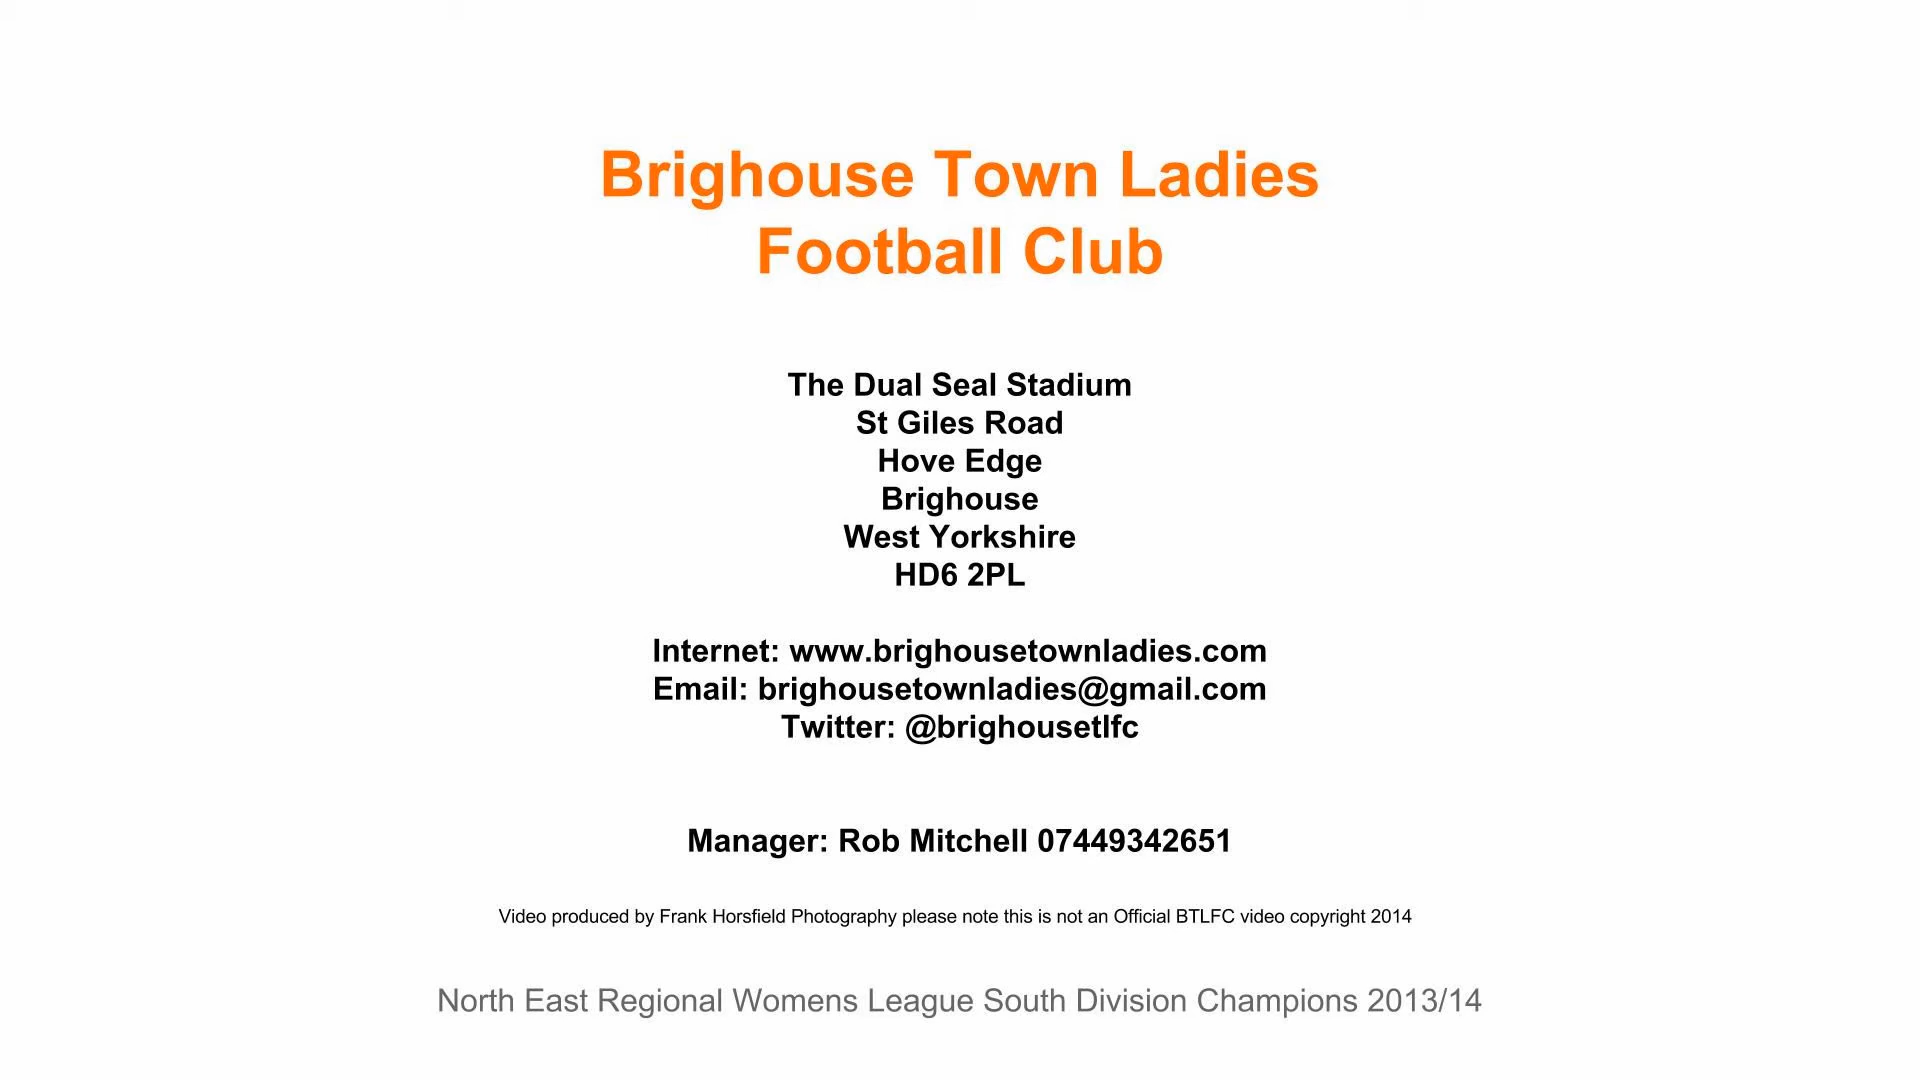 Brighouse Town Ladies
Football Club
The Dual Seal Stadium
St Giles Road
Hove Edge
Brighouse
West Yorkshire
HD6 2PL
Internet: www.brighousetownladies.com
Email: brighousetownladies@gmail.com
Twitter: @brighousetlfc
Manager: Rob Mitchell 07449342651
Video produced by Frank Horsfield Photography please note this is not an Official BTLFC video copyright 2014
North East Regional Womens League South Division Champions 2013/14